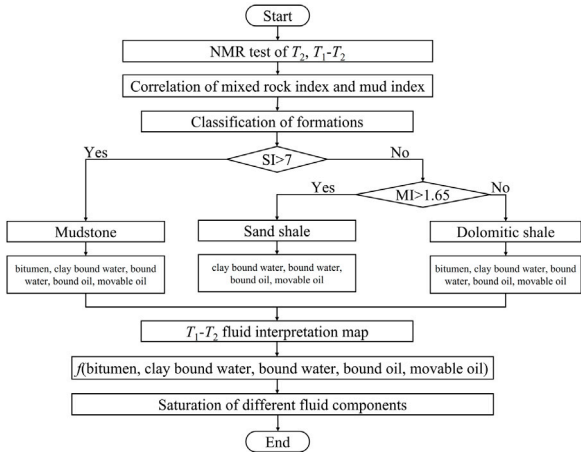 Start
NMR test of T2, T1-T2
Correlation of mixed rock index and mud index
Classification of formations
Yes
SI>7
No
Yes
MI>1.65
No
Mudstone
Sand shale
Dolomitic shale
bitumen, clay bound water, bound
water, bound oil, movable oil
clay bound water, bound water,
bound oil, movable oil
bitumen, clay bound water, bound
water, bound oil, movable oil
T1-T2 fluid interpretation map
f(bitumen, clay bound water, bound water, bound oil, movable oil)
Saturation of different fluid components
End